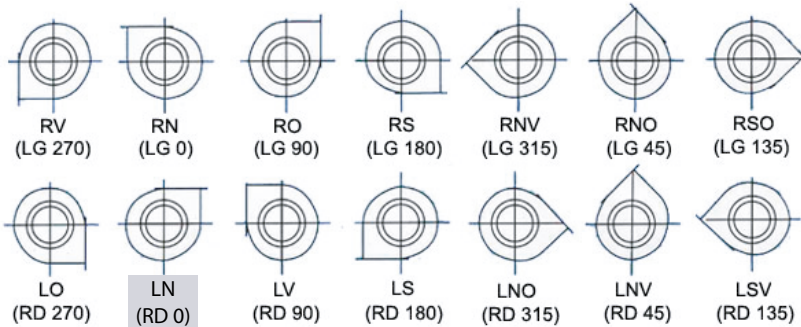 RV RN RO RS RNV RNO RSO
(LG 270) (LG 0) (LG 90) (LG 180) (LG 315) (LG 45) (LG 135)
LO LN LV LS LNO LNV LSV
(RD 270) (RD 0) (RD 90) (RD 180) (RD 315) (RD 45) (RD 135)